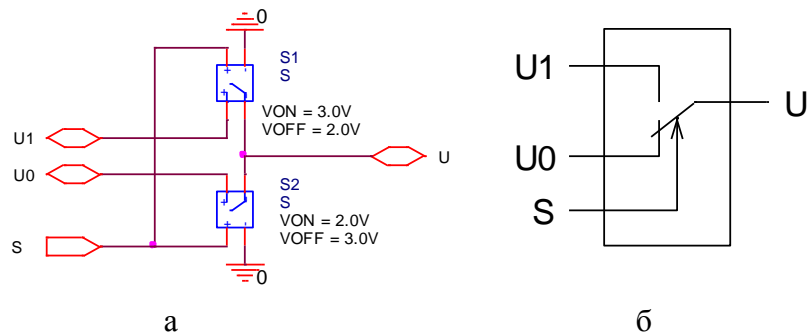 0
S1
S
VON = 3.0V
VOFF = 2.0V
U1
U0
U
S2
S
VON = 2.0V
VOFF = 3.0V
S
0
а
U1
U0
S
U
б